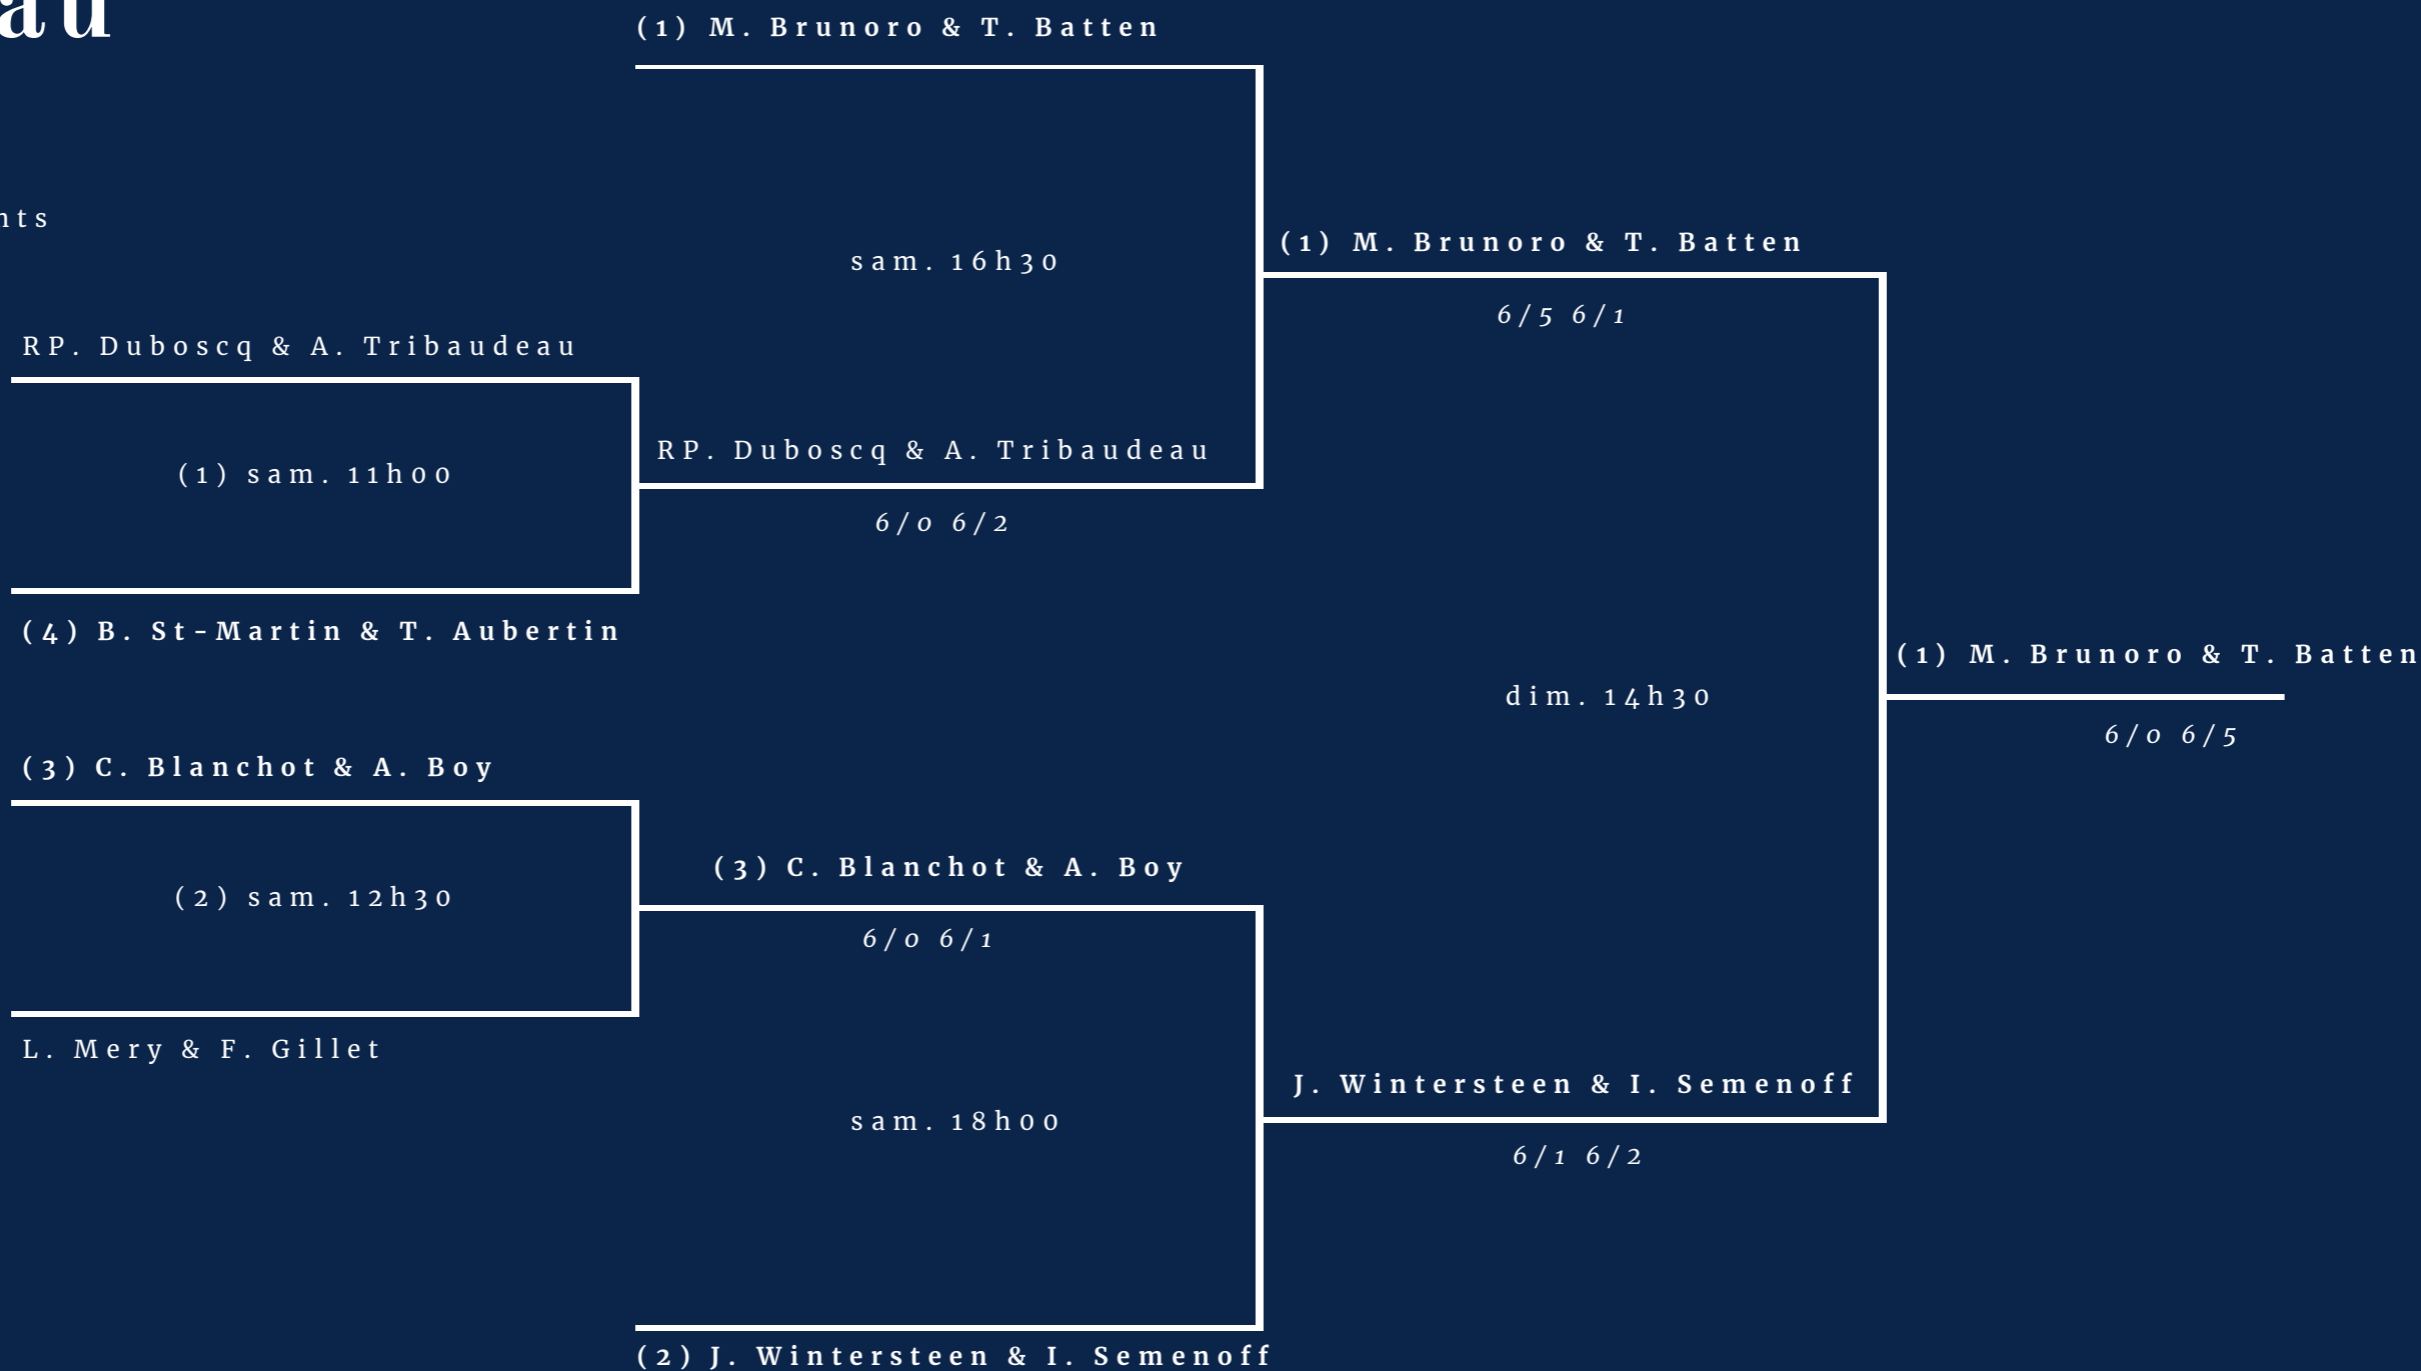 (1) M. Brunoro & T. Batten
sam. 16h30
(1) M. Brunoro & T. Batten
6/5 6/1
RP. Duboscq & A. Tribaudeau
(1) sam. 11h00
RP. Duboscq & A. Tribaudeau
6/0 6/2
(4) B. St-Martin & T. Aubertin
(1) M. Brunoro & T. Batten
dim. 14h30
6/0 6/5
(3) C. Blanchot & A. Boy
(2) sam. 12h30
(3) C. Blanchot & A. Boy
6/0 6/1
L. Mery & F. Gillet
sam. 18h00
J. Wintersteen & I. Semenoff
6/1 6/2
(2) J. Wintersteen & I. Semenoff